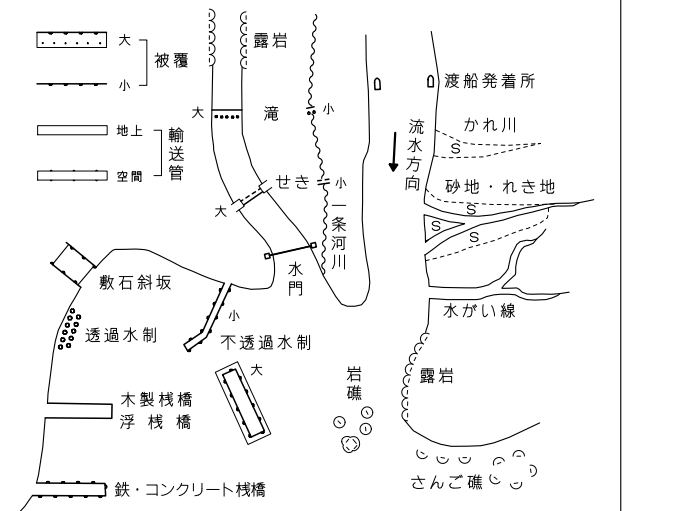 大
被覆
小
地上
輸送管
空間
露岩
大
滝
小
せき
小
大
一条河川
水門
渡船発着所
流水方向
かれ川
S
砂地・れき地
S
S
S
水がい線
敷石斜坂
透過水制
小
不透過水制
大
木製桟橋
浮桟橋
鉄・コンクリート桟橋
岩礁
露岩
さんご礁